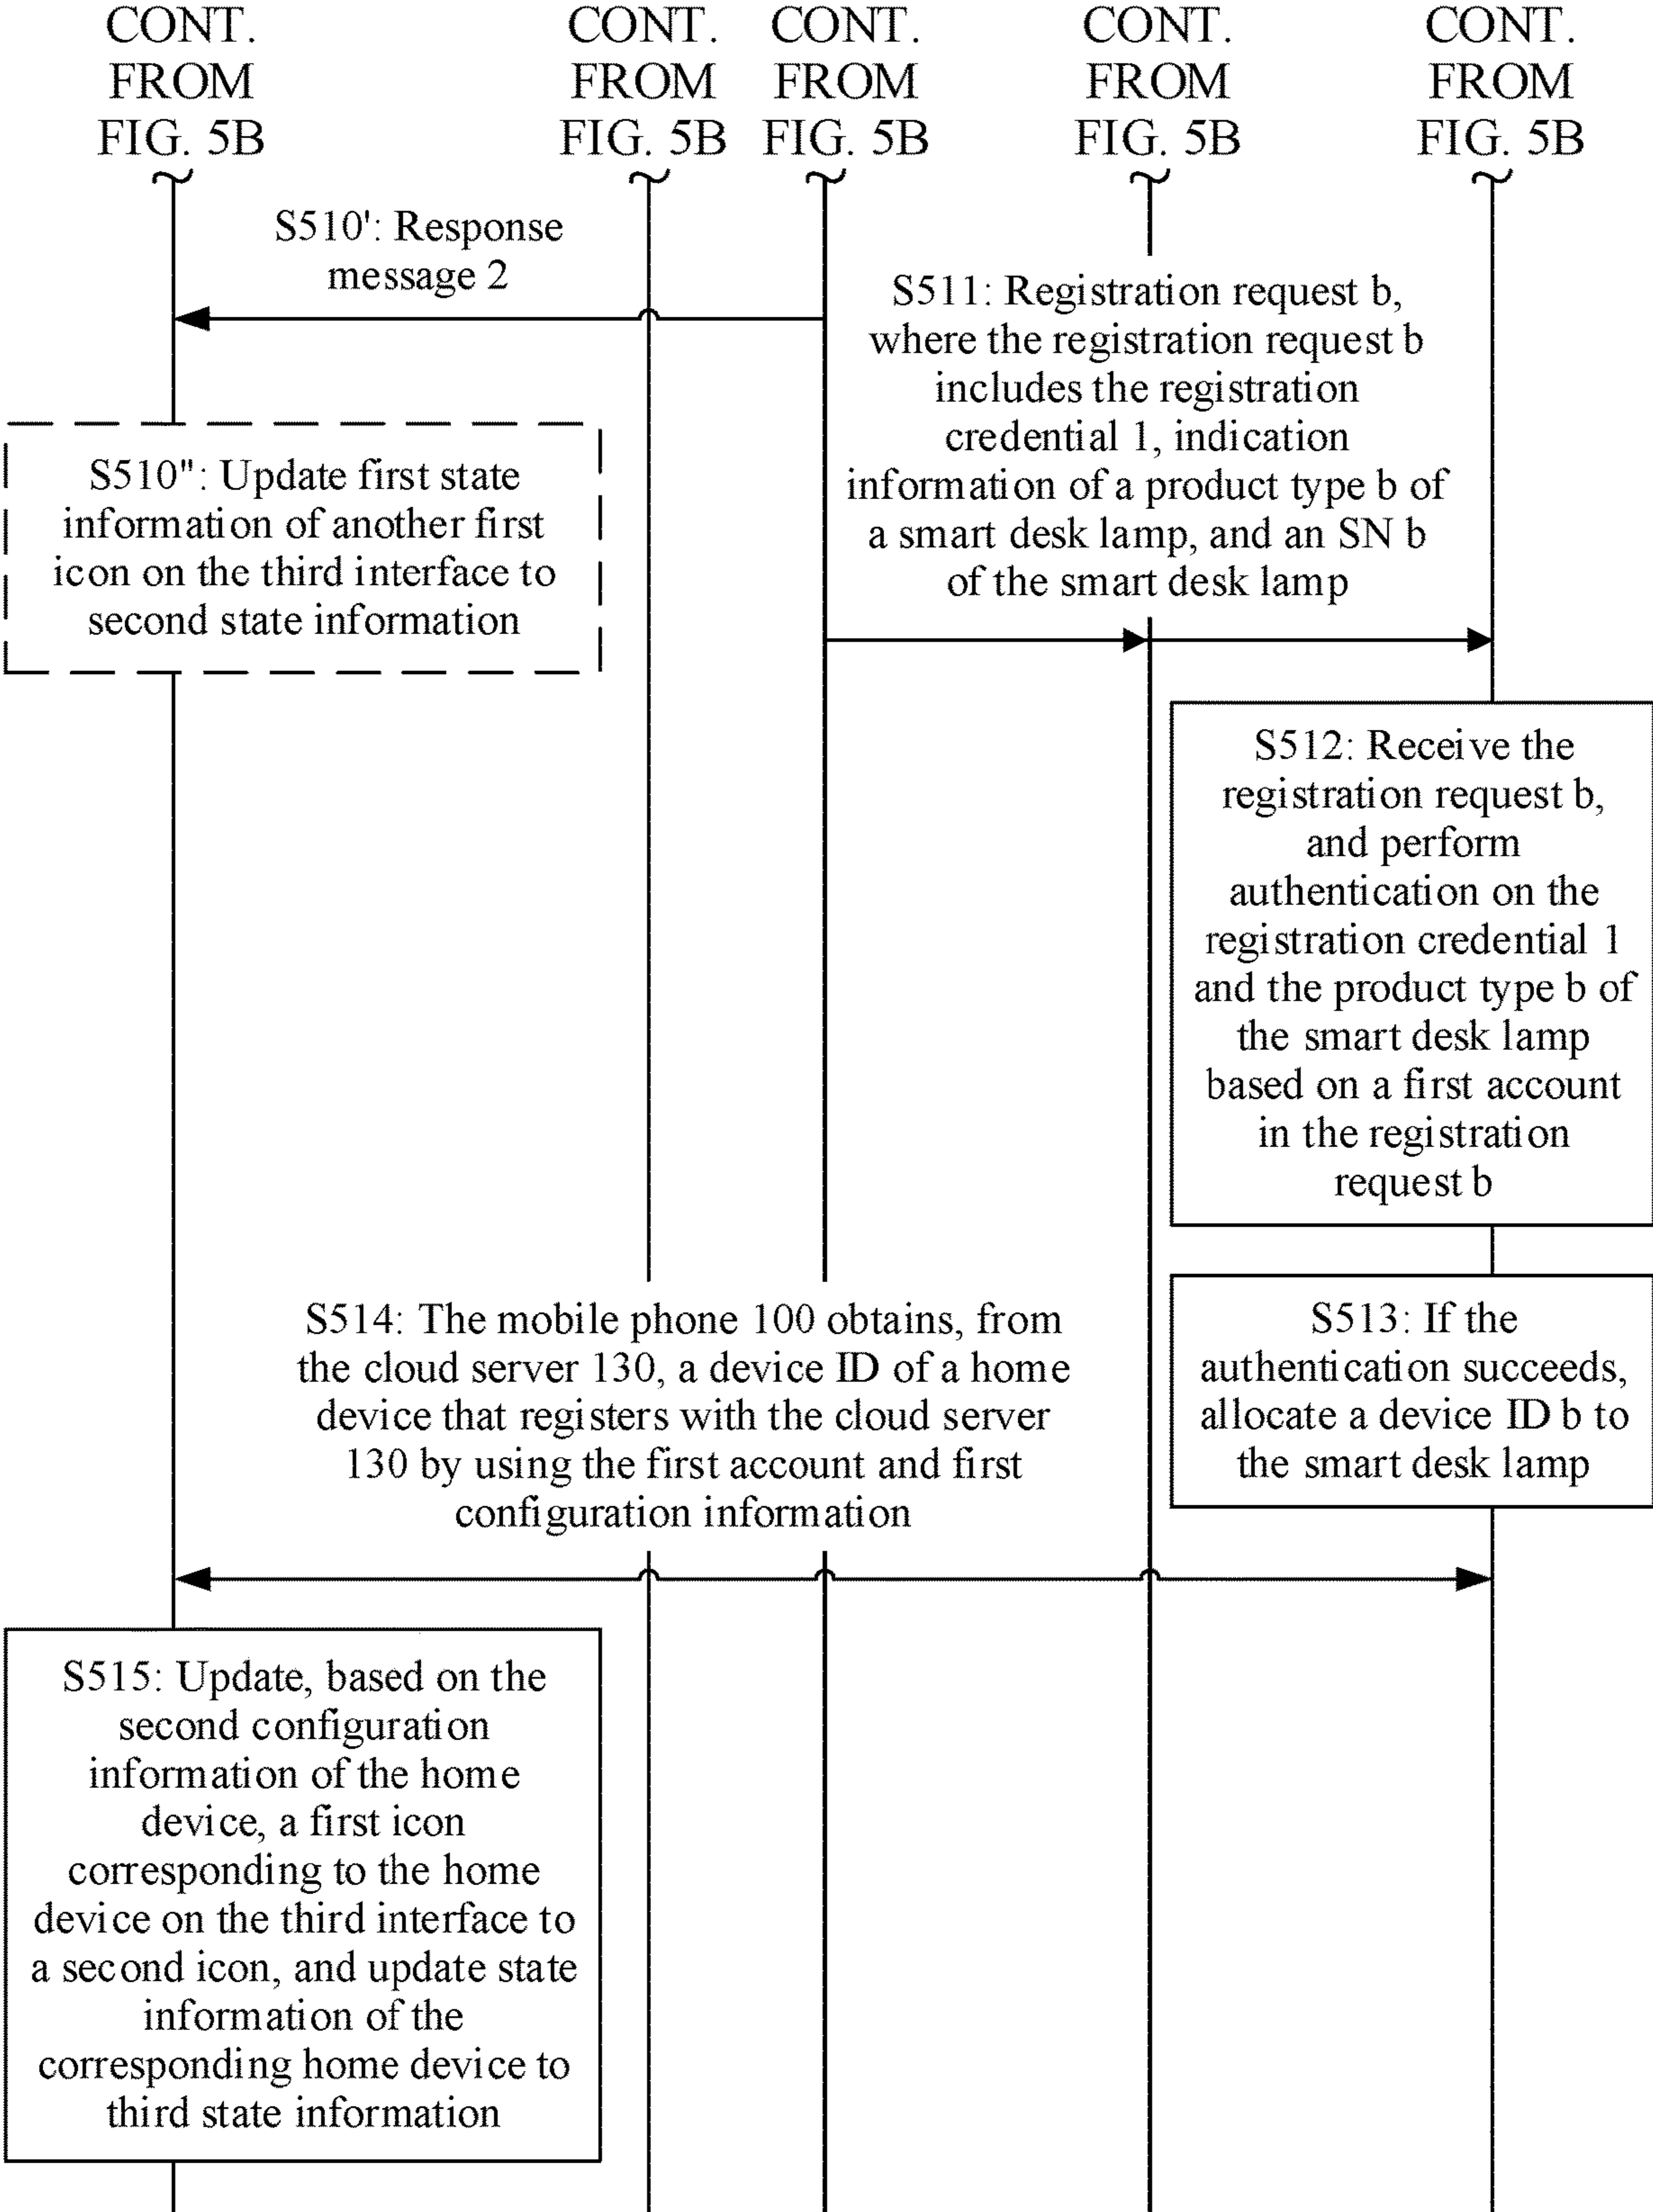 CONT.
FROM
FIG. 5B
CONT.
FROM
FIG. 5B
CONT.
FROM
FIG. 5B
CONT.
FROM
FIG. 5B
CONT.
FROM
FIG. 5B
S510': Response
message 2
S510'': Update first state
information of another first
icon on the third interface to
second state information
S511: Registration request b,
where the registration request b
includes the registration
credential 1, indication
information of a product type b of
a smart desk lamp, and an SN b
of the smart desk lamp
S512: Receive the
registration request b,
and perform
authentication on the
registration credential 1
and the product type b of
the smart desk lamp
based on a first account
in the registration
request b
S513: If the
authentication succeeds,
allocate a device ID b to
the smart desk lamp
S514: The mobile phone 100 obtains, from
the cloud server 130, a device ID of a home
device that registers with the cloud server
130 by using the first account and first
configuration information
S515: Update, based on the
second configuration
information of the home
device, a first icon
corresponding to the home
device on the third interface to
a second icon, and update state
information of the
corresponding home device to
third state information